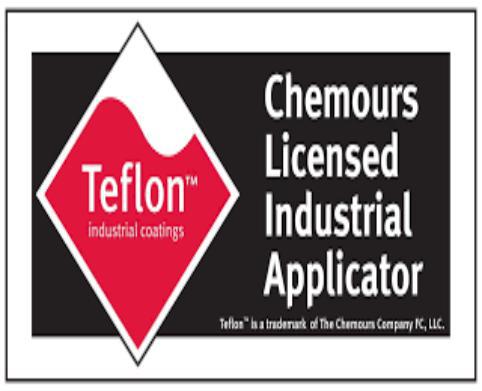 Teflon™
industrial coatings
Chemours
Licensed
Industrial
Applicator
Teflon™ is a trademark of The Chemours Company FC, LLC.